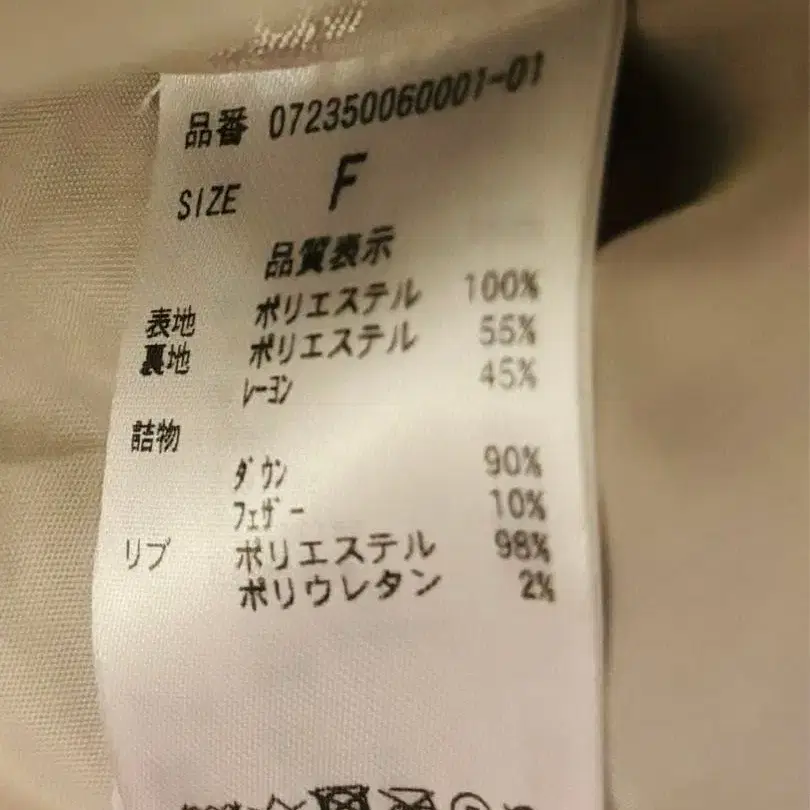 品番 072350060001-01
SIZE F
品質表示
表地 ポリエステル 100%
裏地 ポリエステル 55%
レーヨン 45%
詰物
ダウン 90%
フェザー 10%
リブ ポリエステル 98%
ポリウレタン 2%